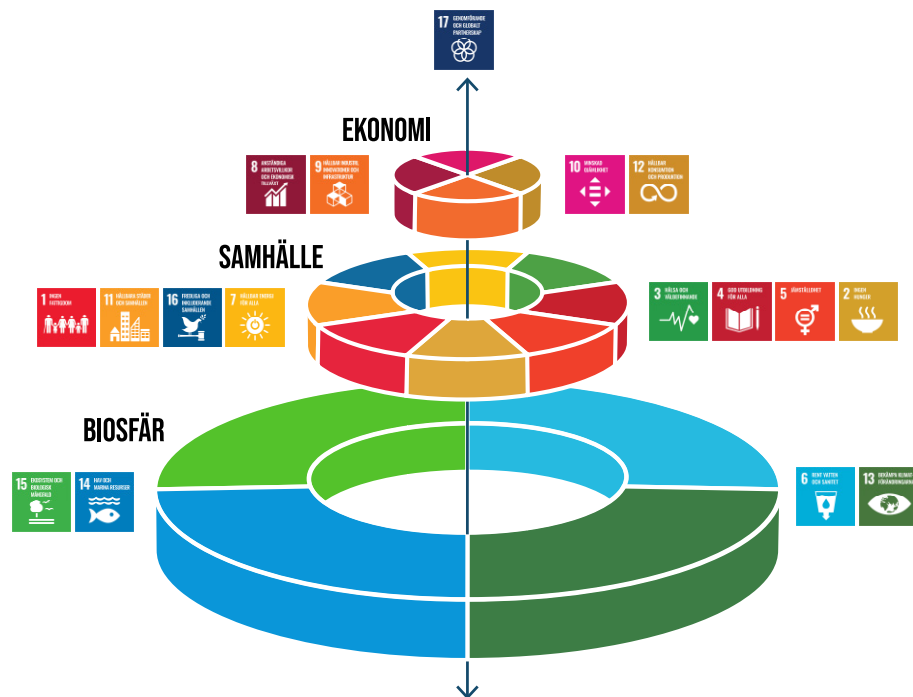 17 GENOMFÖRANDE
OCH GLOBALT
PARTNERSKAP
EKONOMI
8 ANSTÄNDIGA
ARBETSVILLKOR
OCH EKONOMISK
TILLVÄXT
9 HÅLLBAR INDUSTRI,
INNOVATIONER OCH
INFRASTRUKTUR
10 MINSKAD
OJÄMLIKHET
12 HÅLLBAR
KONSUMTION
OCH PRODUKTION
SAMHÄLLE
1 INGEN
FATTIGDOM
11 HÅLLBARA STÄDER
OCH SAMHÄLLEN
16 FREDLIGA OCH
INKLUDERANDE
SAMHÄLLEN
7 HÅLLBAR ENERGI
FÖR ALLA
3 HÄLSA OCH
VÄLBEFINNANDE
4 GOD UTBILDNING
FÖR ALLA
5 JÄMSTÄLLDHET
2 INGEN
HUNGER
BIOSFÄR
15 EKOSYSTEM OCH
BIOLOGISK
MÅNGFALD
14 HAV OCH
MARINA RESURSER
6 RENT VATTEN
OCH SANITET
13 BEKÄMPA KLIMAT
FÖRÄNDRINGARNA